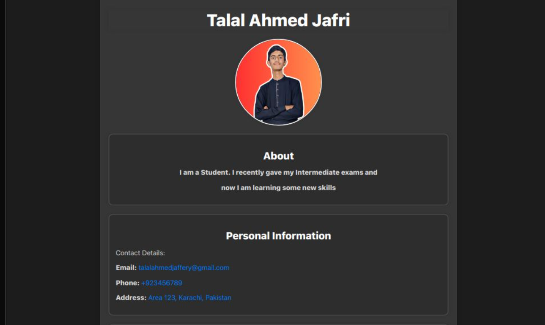 Talal Ahmed Jafri
About
I am a Student. I recently gave my Intermediate exams and
now I am learning some new skills
Personal Information
Contact Details:
Email: talalahmedjaffery@gmail.com
Phone: +923456789
Address: Area 123, Karachi, Pakistan